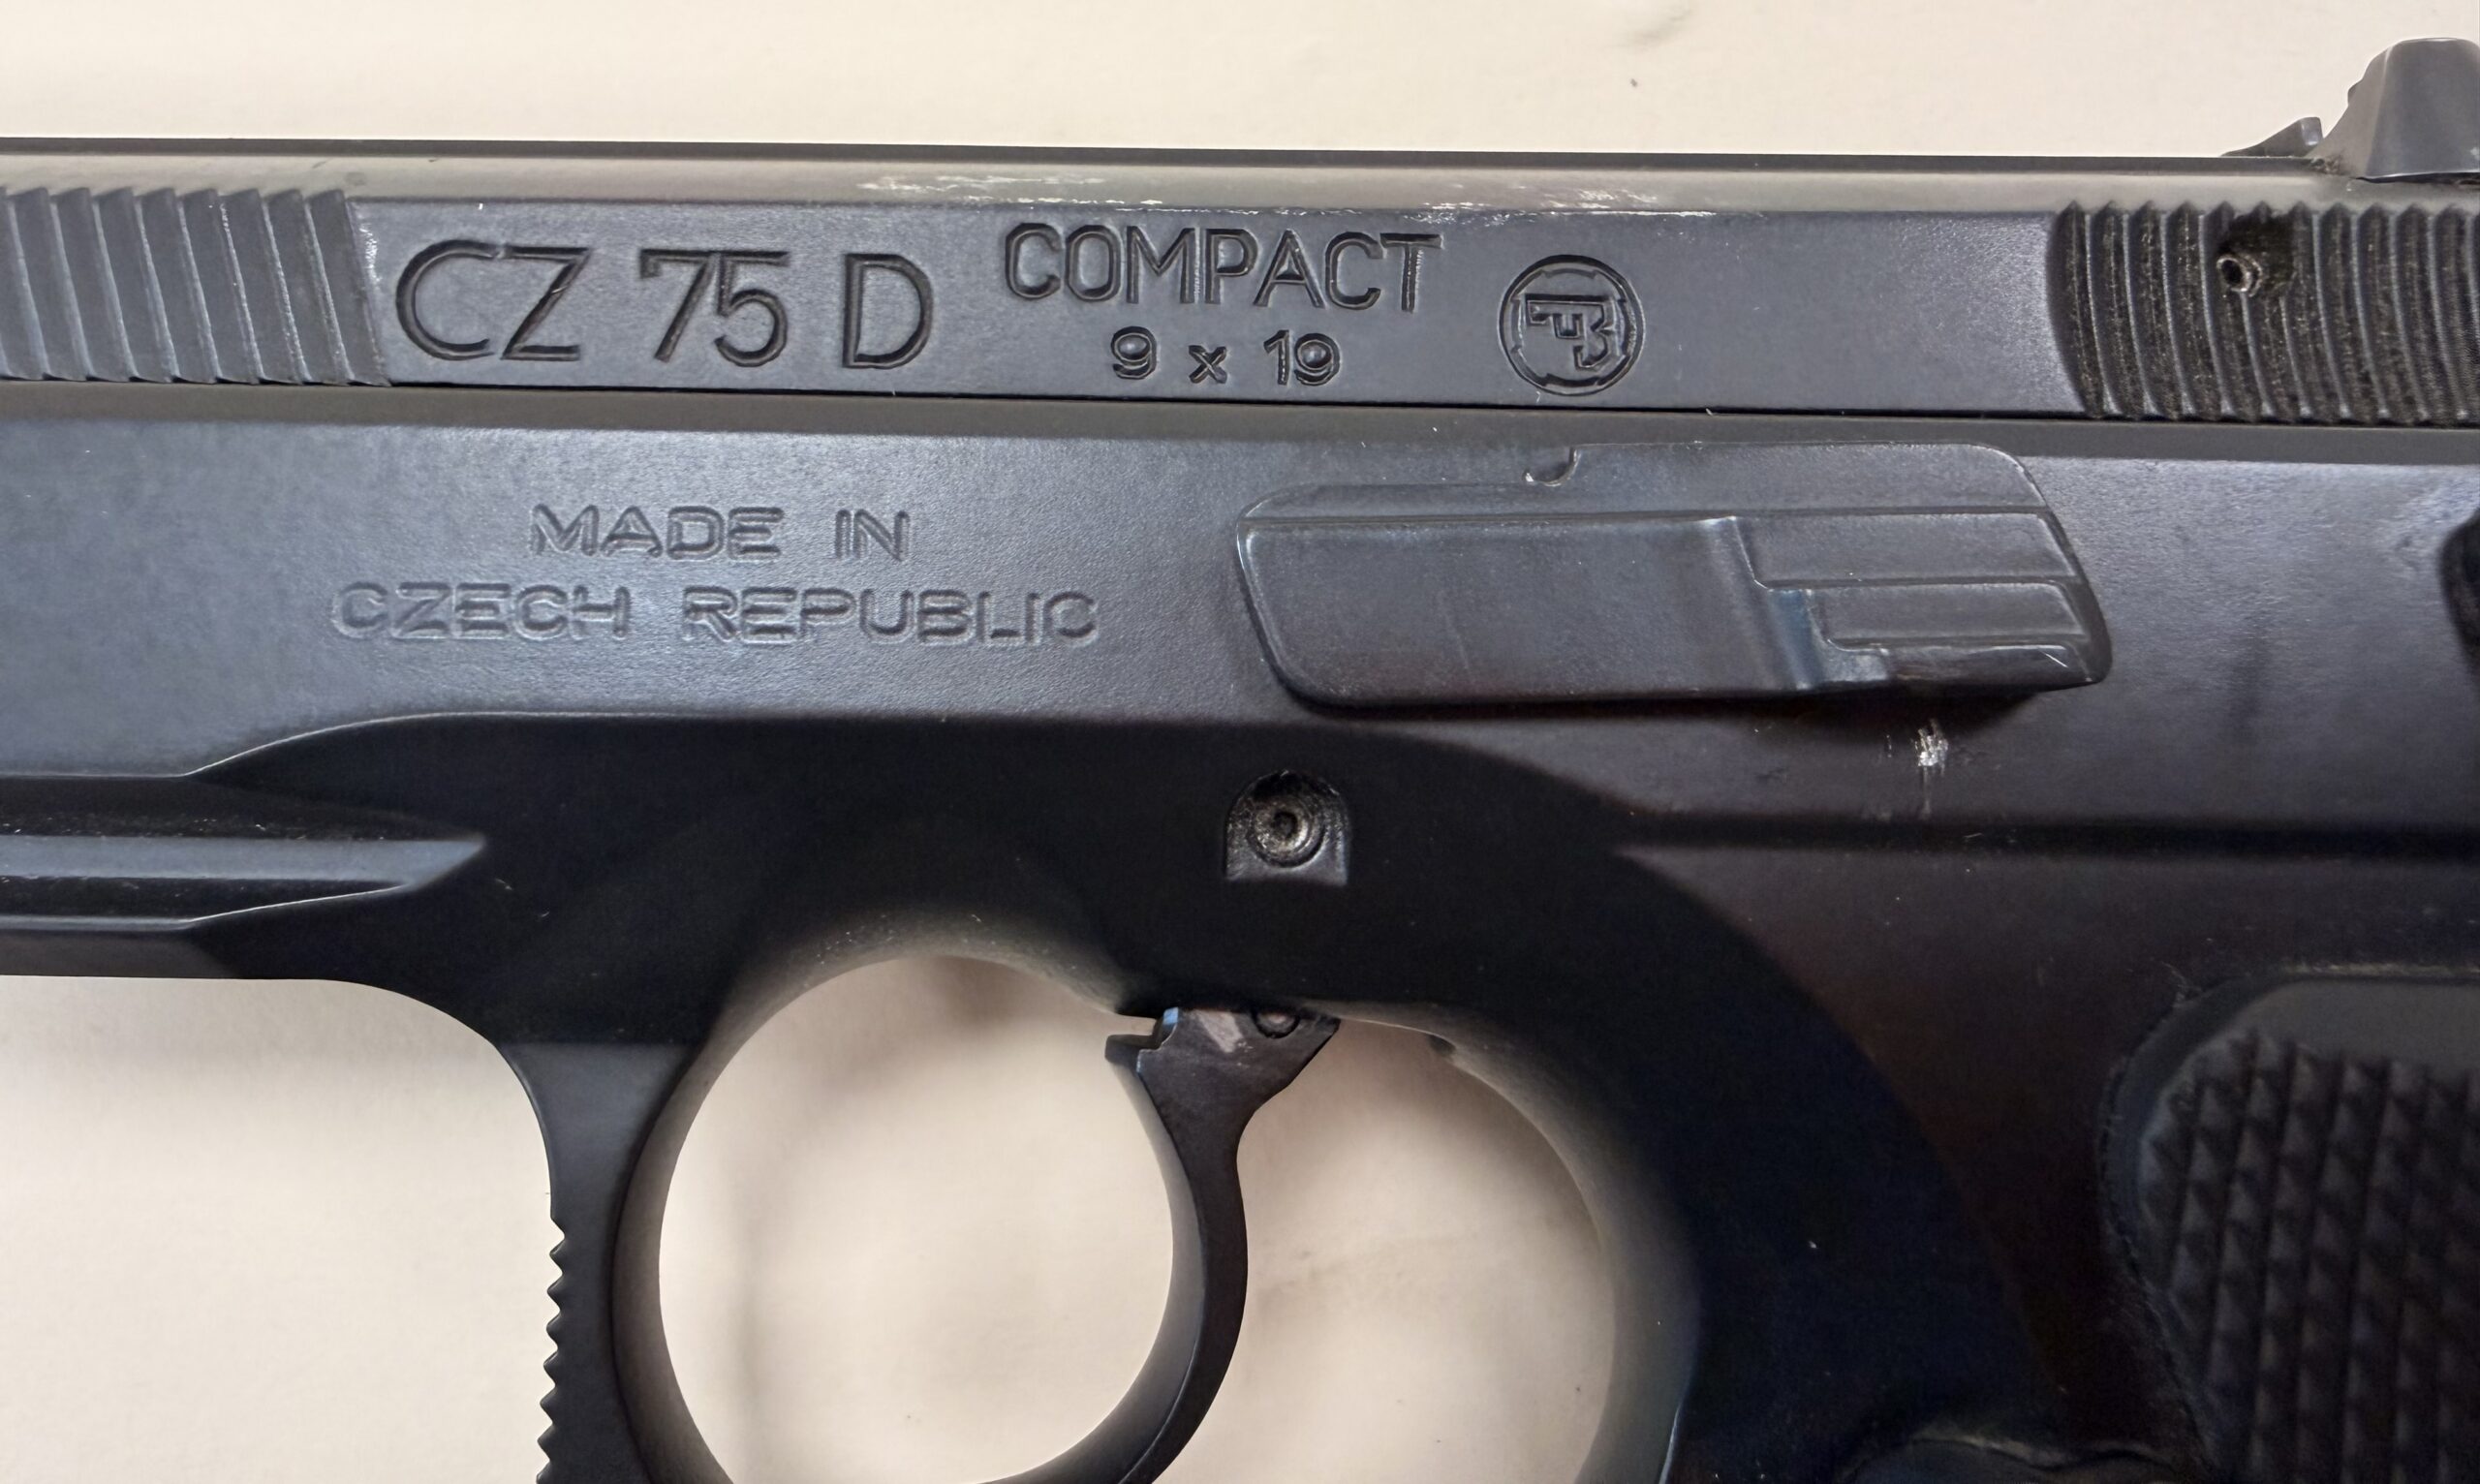 CZ 75 D COMPACT
9 x 19
MADE IN
CZECH REPUBLIC